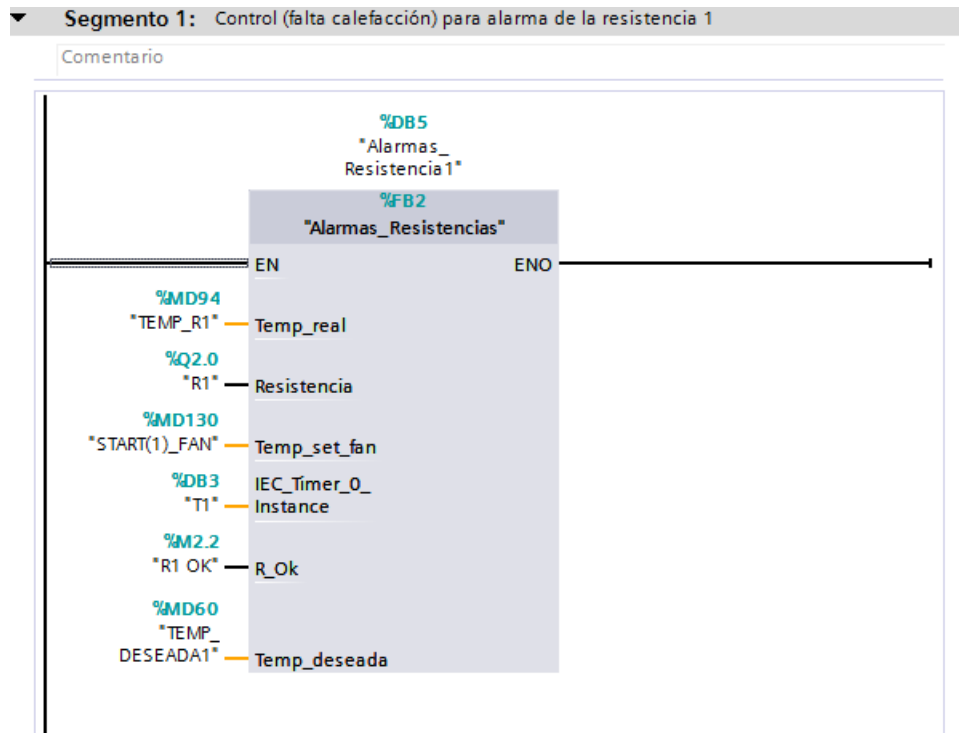 Segmento 1: Control (falta calefacción) para alarma de la resistencia 1
Comentario
%DB5
"Alarmas_
Resistencia1"
%FB2
"Alarmas_Resistencias"
EN ENO
%MD94
"TEMP_R1" Temp_real
%Q2.0
"R1" Resistencia
%MD130
"START(1)_FAN" Temp_set_fan
%DB3
"T1"
IEC_Timer_0_
Instance
%M2.2
"R1 OK" R_Ok
%MD60
"TEMP_
DESEADA1" Temp_deseada